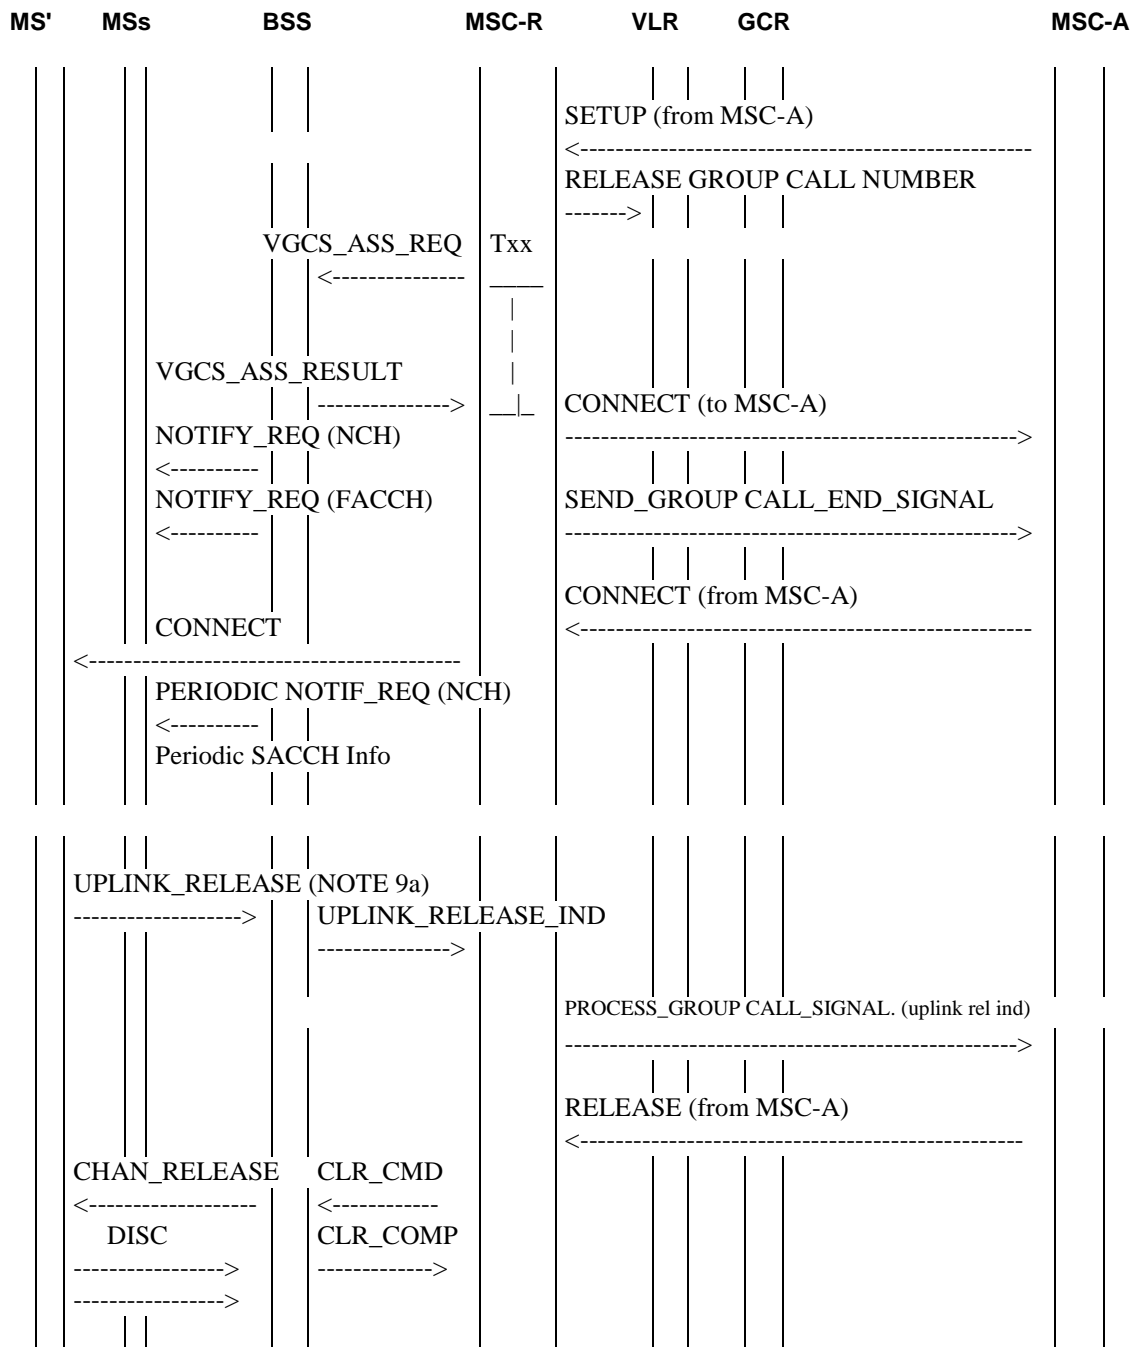 MS' MSs BSS MSC-R VLR GCR MSC-A
SETUP (from MSC-A)
<---------------------------------------------------
RELEASE GROUP CALL NUMBER
------->
VGCS_ASS_REQ Txx
<--------------- ____
|
|
VGCS_ASS_RESULT |
---------------> __|_ CONNECT (to MSC-A)
NOTIFY_REQ (NCH) --------------------------------------------------->
<----------
NOTIFY_REQ (FACCH) SEND_GROUP CALL_END_SIGNAL
<---------- --------------------------------------------------->
CONNECT (from MSC-A)
CONNECT <---------------------------------------------------
<------------------------------------------
PERIODIC NOTIF_REQ (NCH)
<----------
Periodic SACCH Info
UPLINK_RELEASE (NOTE 9a)
-------------------> UPLINK_RELEASE_IND
--------------->
PROCESS_GROUP CALL_SIGNAL. (uplink rel ind)
--------------------------------------------------->
RELEASE (from MSC-A)
<--------------------------------------------------
CHAN_RELEASE CLR_CMD
<------------------- <------------
DISC CLR_COMP
-----------------> ------------->
----------------->